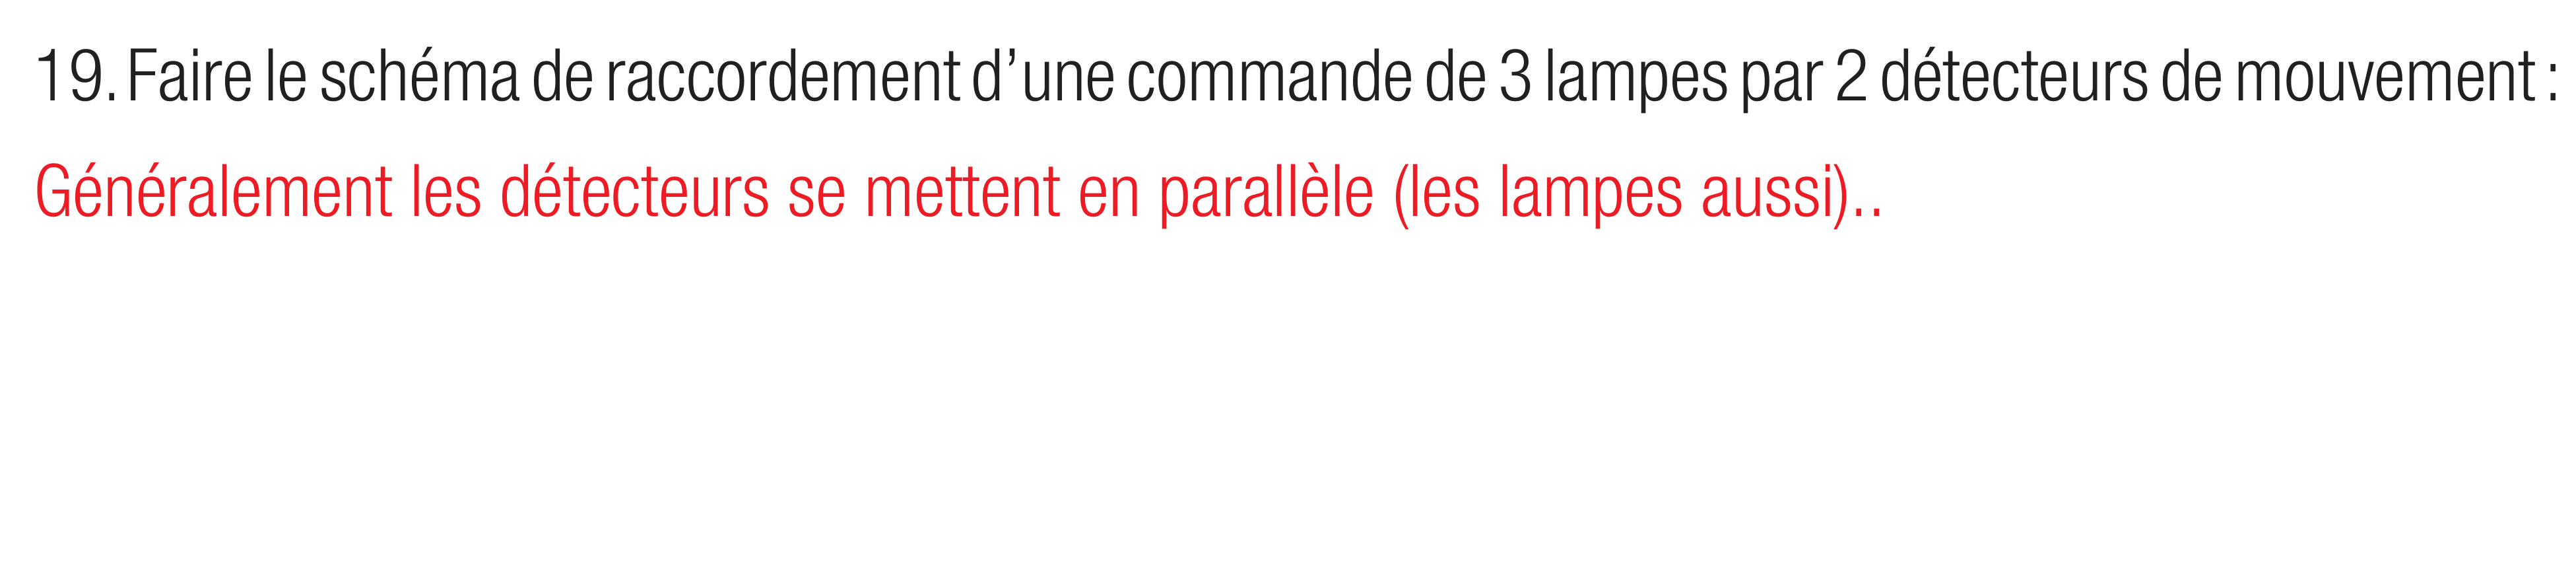 19. Faire le schéma de raccordement d’une commande de 3 lampes par 2 détecteurs de mouvement :
Généralement les détecteurs se mettent en parallèle (les lampes aussi)..